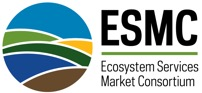 ESMC
Ecosystem Services
Market Consortium